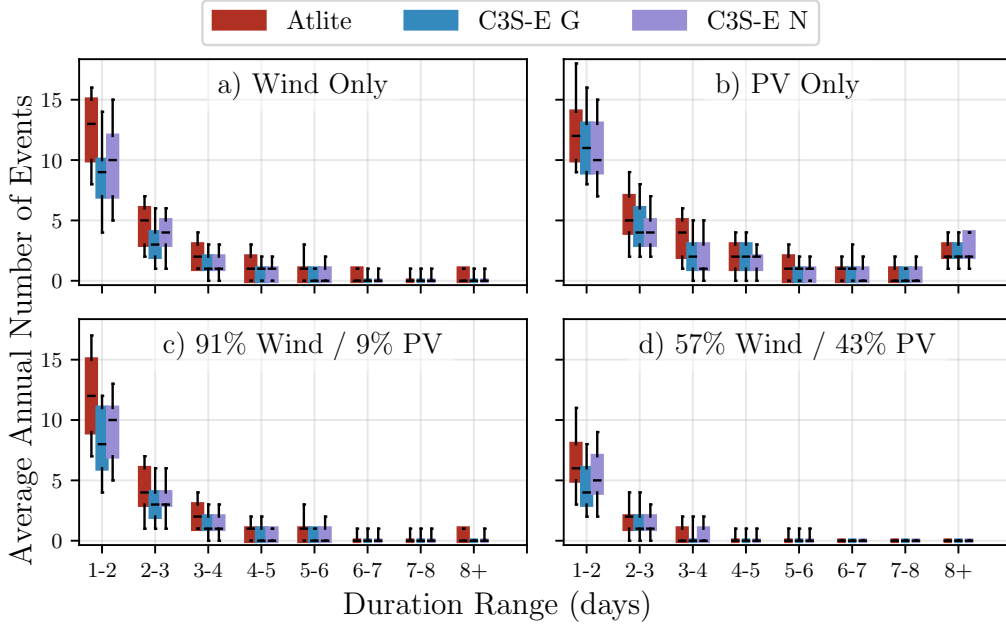 Atlite C3S-E G C3S-E N
a) Wind Only
b) PV Only
15
10
5
0
c) 91% Wind / 9% PV
d) 57% Wind / 43% PV
15
10
5
0
Average Annual Number of Events
1-2 2-3 3-4 4-5 5-6 6-7 7-8 8+
1-2 2-3 3-4 4-5 5-6 6-7 7-8 8+
Duration Range (days)